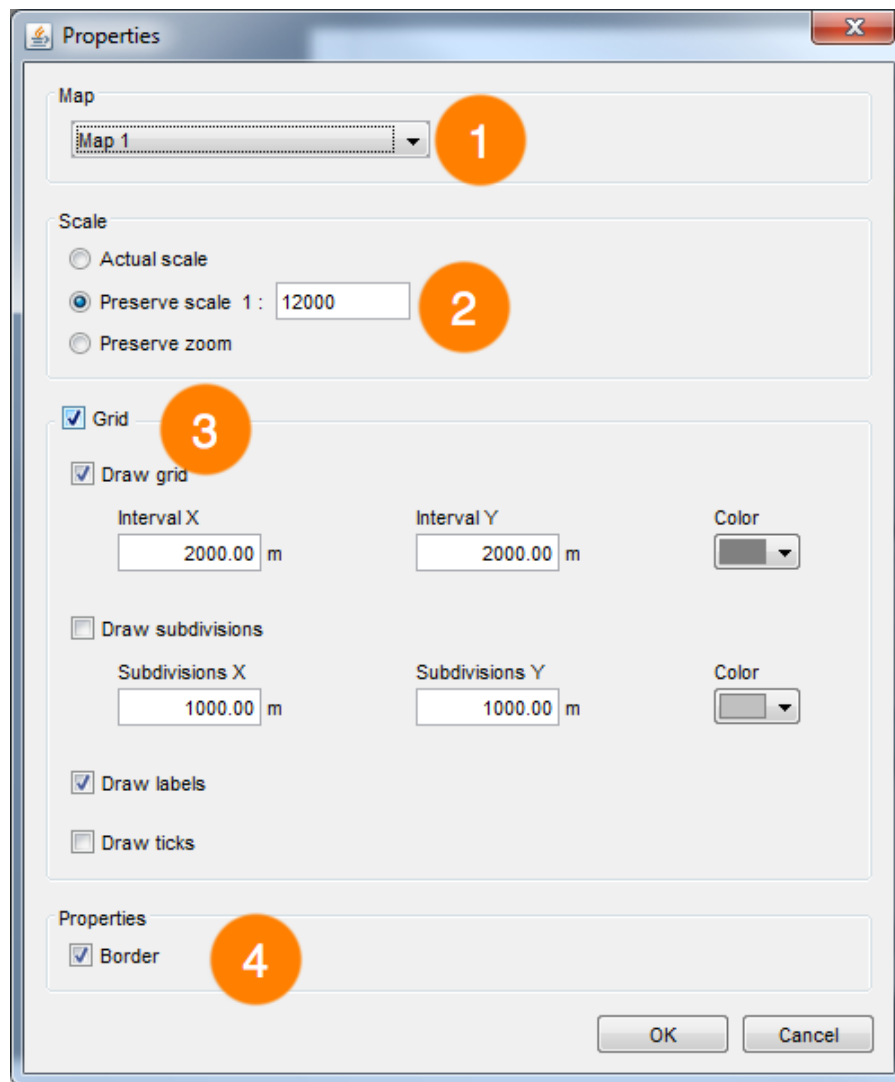 Properties
Map
Map 1
1
Scale
Actual scale
Preserve scale 1 : 12000
2
Preserve zoom
Grid
3
Draw grid
Interval X Interval Y Color
2000.00 m 2000.00 m
Draw subdivisions
Subdivisions X Subdivisions Y Color
1000.00 m 1000.00 m
Draw labels
Draw ticks
Properties
Border
4
OK Cancel